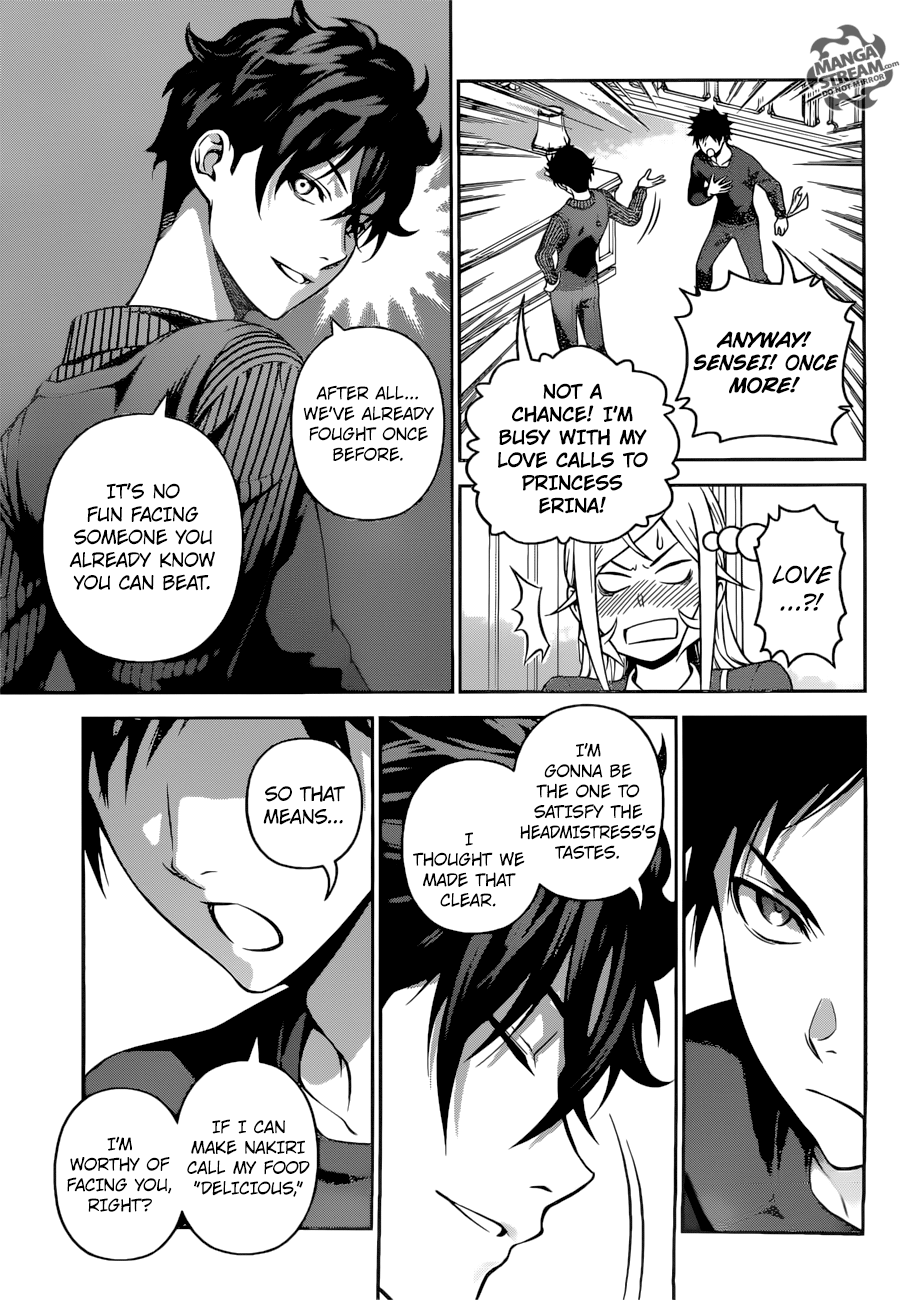 MANGA
STREAM.com
DO NOT MIRROR
ANYWAY!
SENSEI! ONCE
MORE!
NOT A
CHANCE! I'M
BUSY WITH MY
LOVE CALLS TO
PRINCESS
ERINA!
LOVE
...?!
AFTER ALL...
WE'VE ALREADY
FOUGHT ONCE
BEFORE.
IT'S NO
FUN FACING
SOMEONE YOU
ALREADY KNOW
YOU CAN BEAT.
I'M
GONNA BE
THE ONE TO
SATISFY THE
HEADMISTRESS'S
TASTES.
I
THOUGHT WE
MADE THAT
CLEAR.
SO THAT
MEANS...
IF I CAN
MAKE NAKIRI
CALL MY FOOD
"DELICIOUS,"
I'M
WORTHY OF
FACING YOU,
RIGHT?